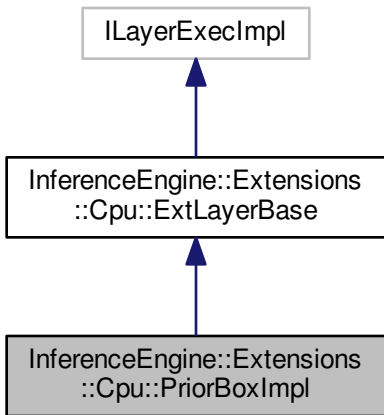 ILayerExecImpl
InferenceEngine::Extensions
::Cpu::ExtLayerBase
InferenceEngine::Extensions
::Cpu::PriorBoxImpl